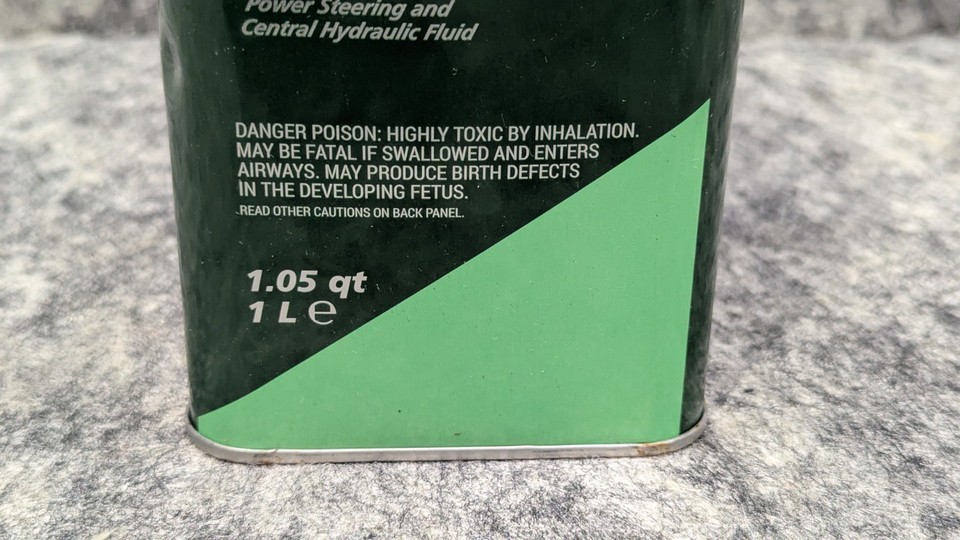 Power Steering and
Central Hydraulic Fluid
DANGER POISON: HIGHLY TOXIC BY INHALATION.
MAY BE FATAL IF SWALLOWED AND ENTERS
AIRWAYS. MAY PRODUCE BIRTH DEFECTS
IN THE DEVELOPING FETUS.
READ OTHER CAUTIONS ON BACK PANEL.
1.05 qt
1 L ℮